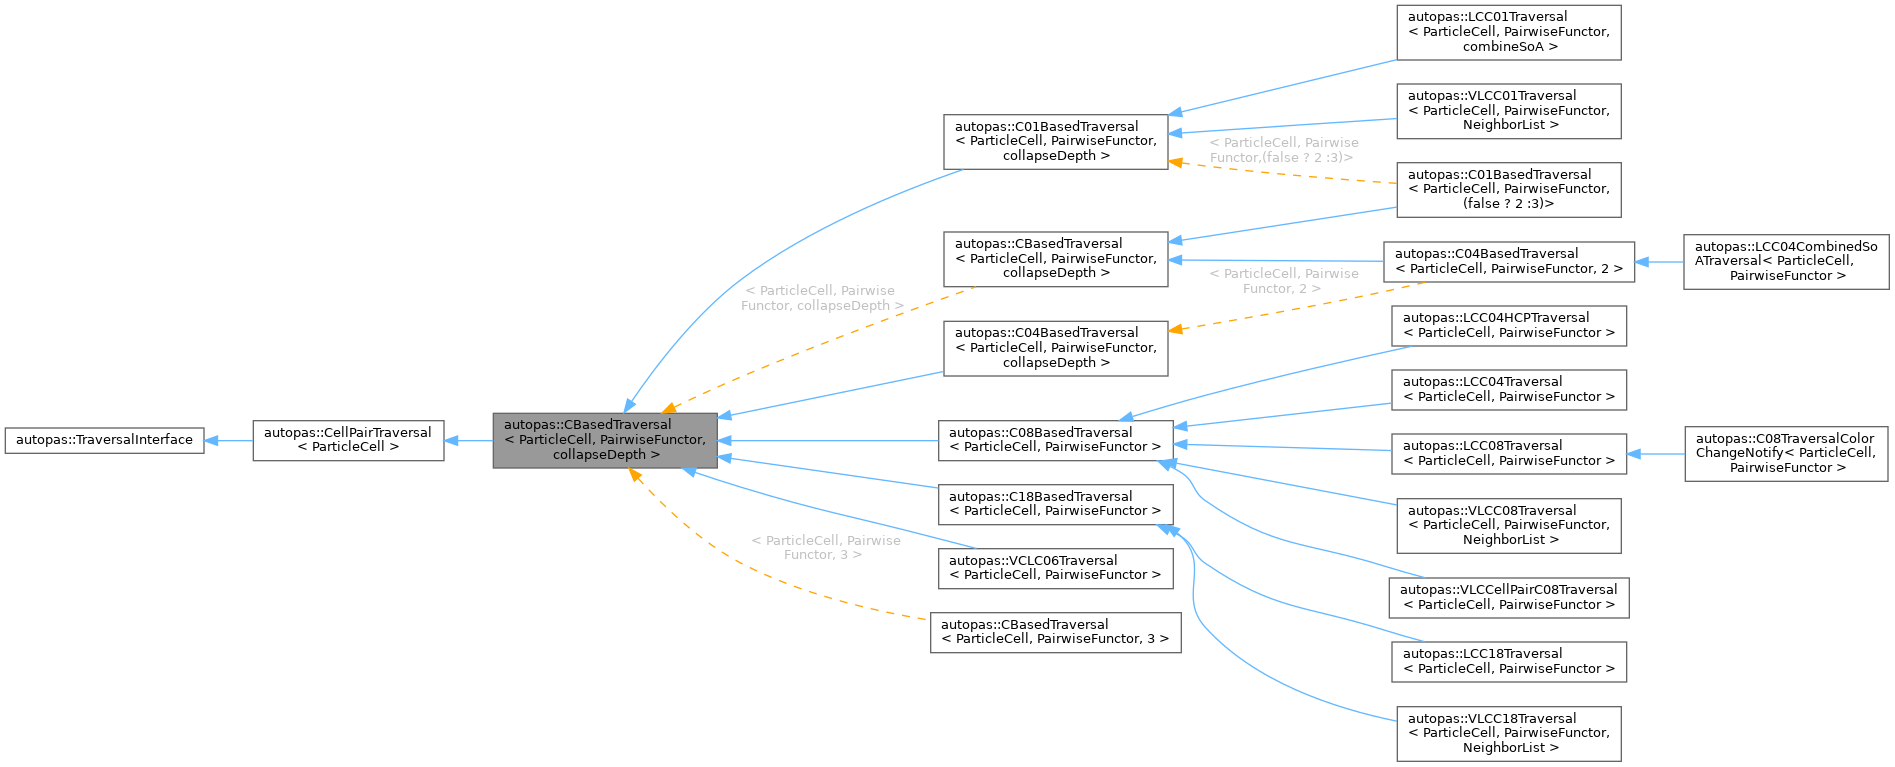 autopas::TraversalInterface
autopas::CellPairTraversal
< ParticleCell >
autopas::CBasedTraversal
< ParticleCell, PairwiseFunctor,
collapseDepth >
< ParticleCell, Pairwise
Functor, collapseDepth >
< ParticleCell, Pairwise
Functor, 3 >
autopas::C01BasedTraversal
< ParticleCell, PairwiseFunctor,
collapseDepth >
autopas::CBasedTraversal
< ParticleCell, PairwiseFunctor,
collapseDepth >
autopas::C04BasedTraversal
< ParticleCell, PairwiseFunctor,
collapseDepth >
autopas::C08BasedTraversal
< ParticleCell, PairwiseFunctor >
autopas::C18BasedTraversal
< ParticleCell, PairwiseFunctor >
autopas::VCLC06Traversal
< ParticleCell, PairwiseFunctor >
autopas::CBasedTraversal
< ParticleCell, PairwiseFunctor, 3 >
< ParticleCell, Pairwise
Functor,(false ? 2 :3)>
< ParticleCell, Pairwise
Functor, 2 >
autopas::LCC01Traversal
< ParticleCell, PairwiseFunctor,
combineSoA >
autopas::VLCC01Traversal
< ParticleCell, PairwiseFunctor,
NeighborList >
autopas::C01BasedTraversal
< ParticleCell, PairwiseFunctor,
(false ? 2 :3)>
autopas::C04BasedTraversal
< ParticleCell, PairwiseFunctor, 2 >
autopas::LCC04HCPTraversal
< ParticleCell, PairwiseFunctor >
autopas::LCC04Traversal
< ParticleCell, PairwiseFunctor >
autopas::LCC08Traversal
< ParticleCell, PairwiseFunctor >
autopas::VLCC08Traversal
< ParticleCell, PairwiseFunctor,
NeighborList >
autopas::VLCCellPairC08Traversal
< ParticleCell, PairwiseFunctor >
autopas::LCC18Traversal
< ParticleCell, PairwiseFunctor >
autopas::VLCC18Traversal
< ParticleCell, PairwiseFunctor,
NeighborList >
autopas::LCC04CombinedSo
ATraversal< ParticleCell,
PairwiseFunctor >
autopas::C08TraversalColor
ChangeNotify< ParticleCell,
PairwiseFunctor >